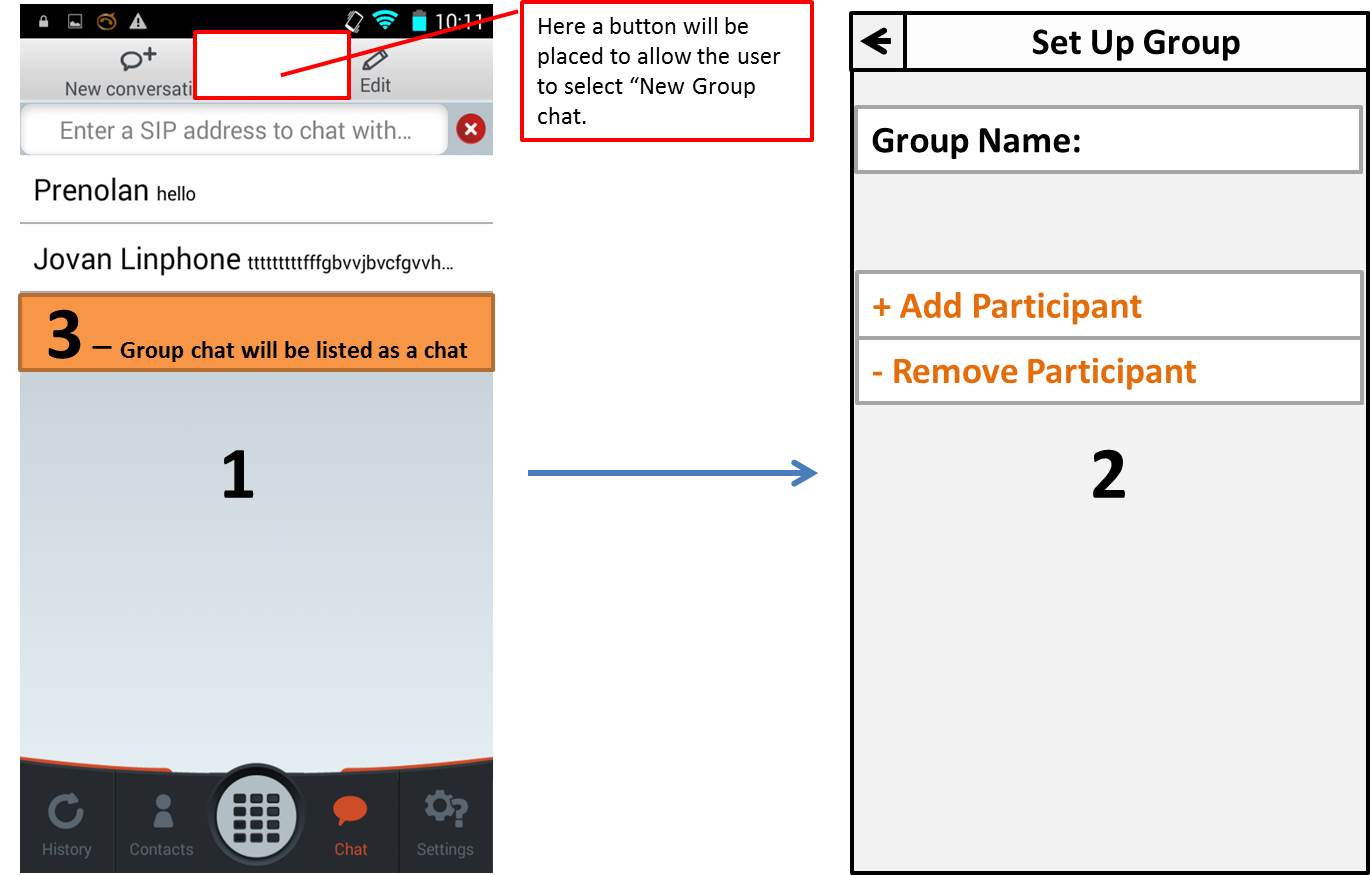 10:11
New conversati
Edit
Enter a SIP address to chat with...
Prenolan hello
Jovan Linphone tttttttttfffgbvvjbvcfgvvh...
3 – Group chat will be listed as a chat
1
History
Contacts
Chat
Settings
Here a button will be
placed to allow the user
to select “New Group
chat.
Set Up Group
Group Name:
+ Add Participant
- Remove Participant
2